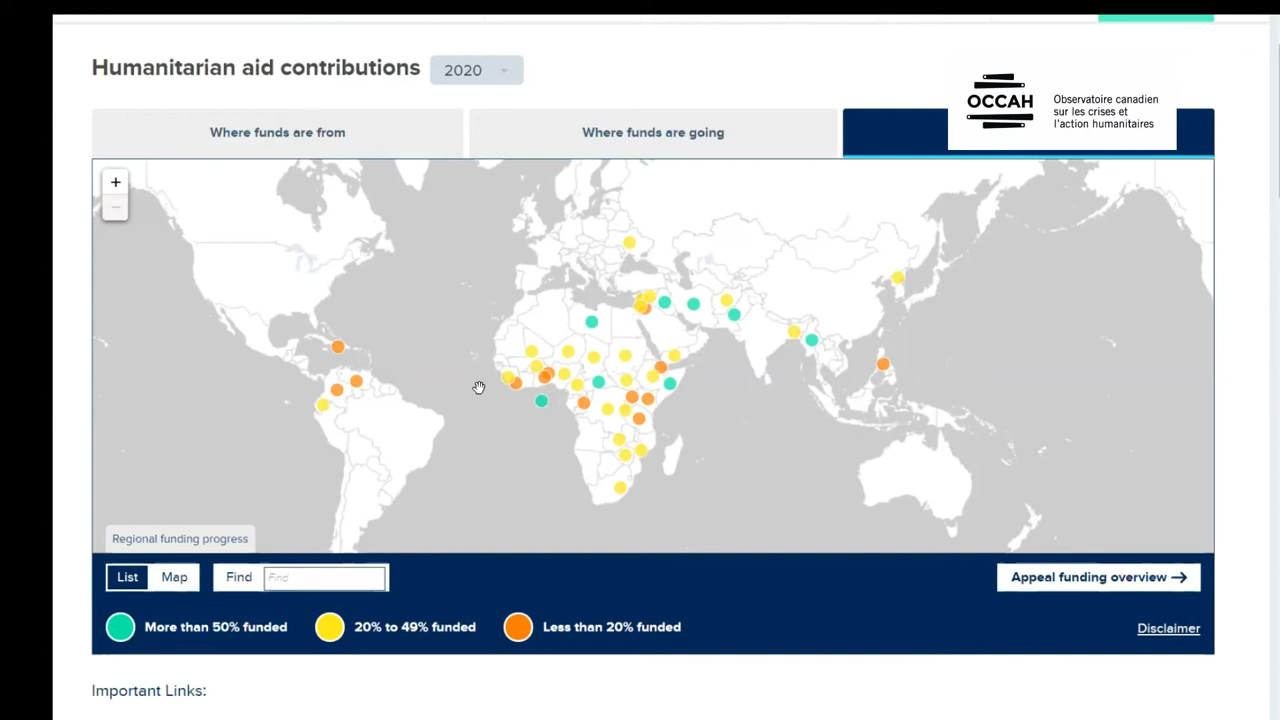 Humanitarian aid contributions
2020
OCCAH
Observatoire canadien
sur les crises et
l'action humanitaires
Where funds are from
Where funds are going
+
−
Regional funding progress
List
Map
Find
Find
Appeal funding overview →
More than 50% funded
20% to 49% funded
Less than 20% funded
Disclaimer
Important Links: